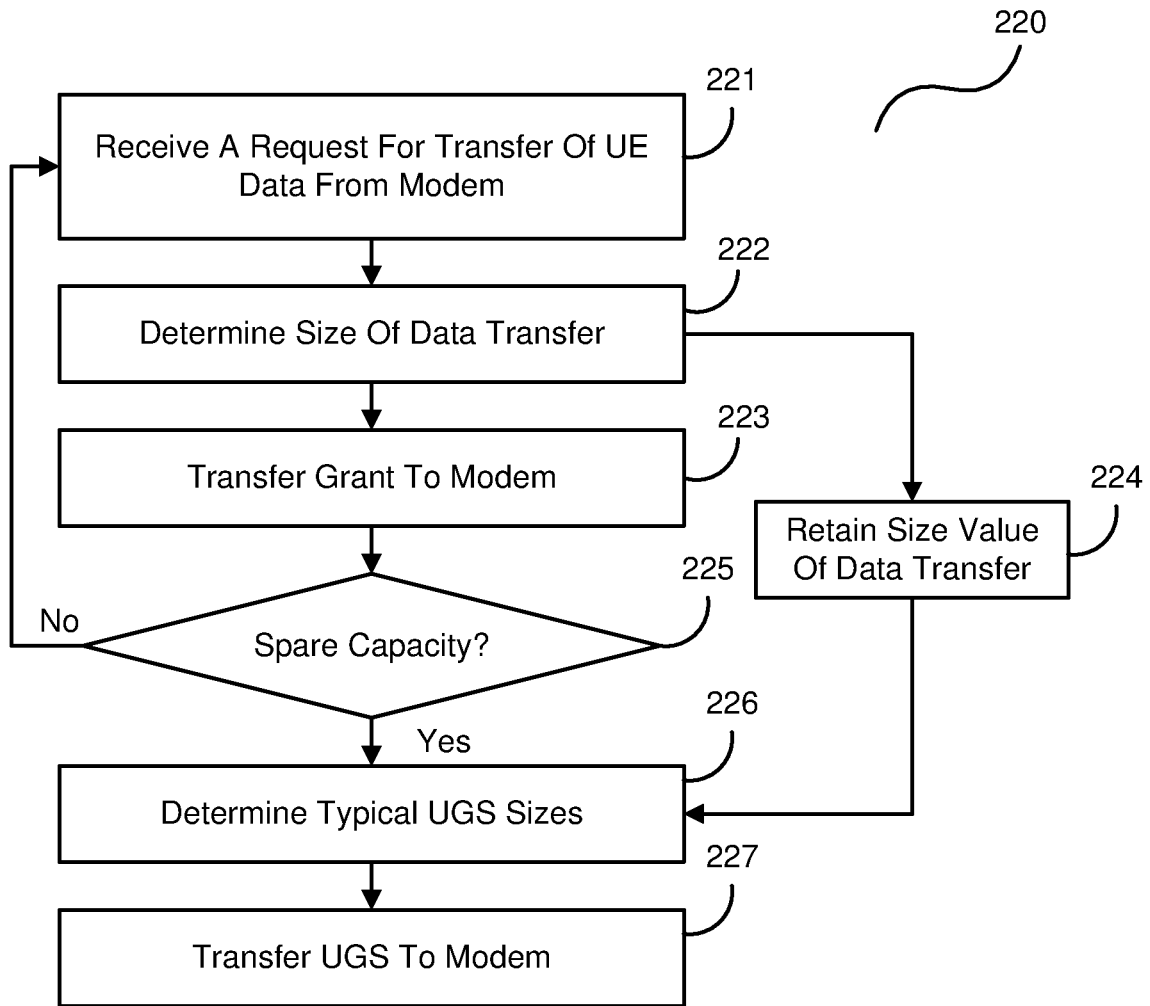 220
221
Receive A Request For Transfer Of UE
Data From Modem
222
Determine Size Of Data Transfer
223
Transfer Grant To Modem
224
Retain Size Value
Of Data Transfer
225
No
Spare Capacity?
Yes
226
Determine Typical UGS Sizes
227
Transfer UGS To Modem